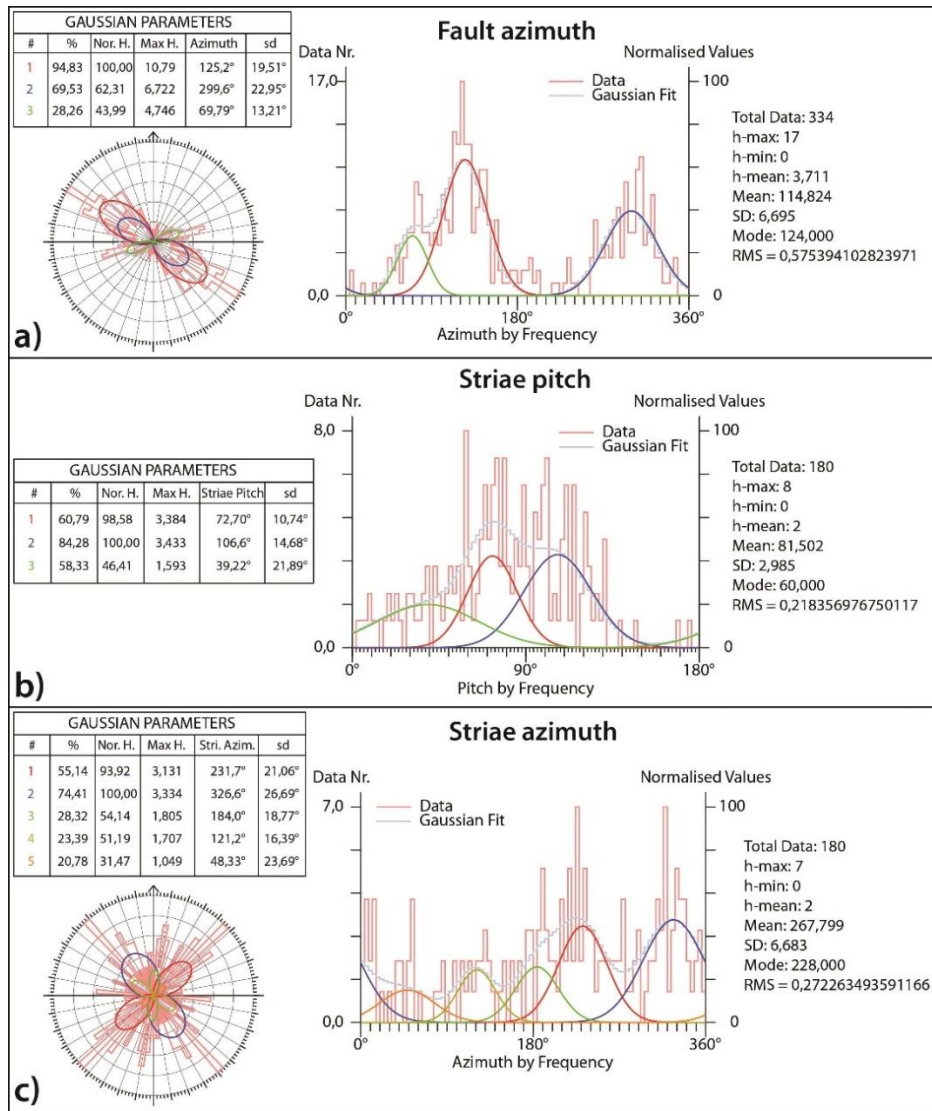 GAUSSIAN PARAMETERS
# % Nor. H. Max H. Azimuth sd
1 94,83 100,00 10,79 125,2° 19,51°
2 69,53 62,31 6,722 299,6° 22,95°
3 28,26 43,99 4,746 69,79° 13,21°
a)
Fault azimuth
Data Nr.
Normalised Values
17,0
100
Data
Gaussian Fit
0,0
0
0° 180° 360°
Azimuth by Frequency
Total Data: 334
h-max: 17
h-min: 0
h-mean: 3,711
Mean: 114,824
SD: 6,695
Mode: 124,000
RMS = 0,575394102823971
Striae pitch
GAUSSIAN PARAMETERS
# % Nor. H. Max H. Striae Pitch sd
1 60,79 98,58 3,384 72,70° 10,74°
2 84,28 100,00 3,433 106,6° 14,68°
3 58,33 46,41 1,593 39,22° 21,89°
b)
Data Nr.
Normalised Values
8,0
100
Data
Gaussian Fit
0,0
0
0° 90° 180°
Pitch by Frequency
Total Data: 180
h-max: 8
h-min: 0
h-mean: 2
Mean: 81,502
SD: 2,985
Mode: 60,000
RMS = 0,218356976750117
GAUSSIAN PARAMETERS
# % Nor. H. Max H. Stri. Azim. sd
1 55,14 93,92 3,131 231,7° 21,06°
2 74,41 100,00 3,334 326,6° 26,69°
3 28,32 54,14 1,805 184,0° 18,77°
4 23,39 51,19 1,707 121,2° 16,39°
5 20,78 31,47 1,049 48,33° 23,69°
c)
Striae azimuth
Data Nr.
Normalised Values
7,0
100
Data
Gaussian Fit
0,0
0
0° 180° 360°
Azimuth by Frequency
Total Data: 180
h-max: 7
h-min: 0
h-mean: 2
Mean: 267,799
SD: 6,683
Mode: 228,000
RMS = 0,272263493591166